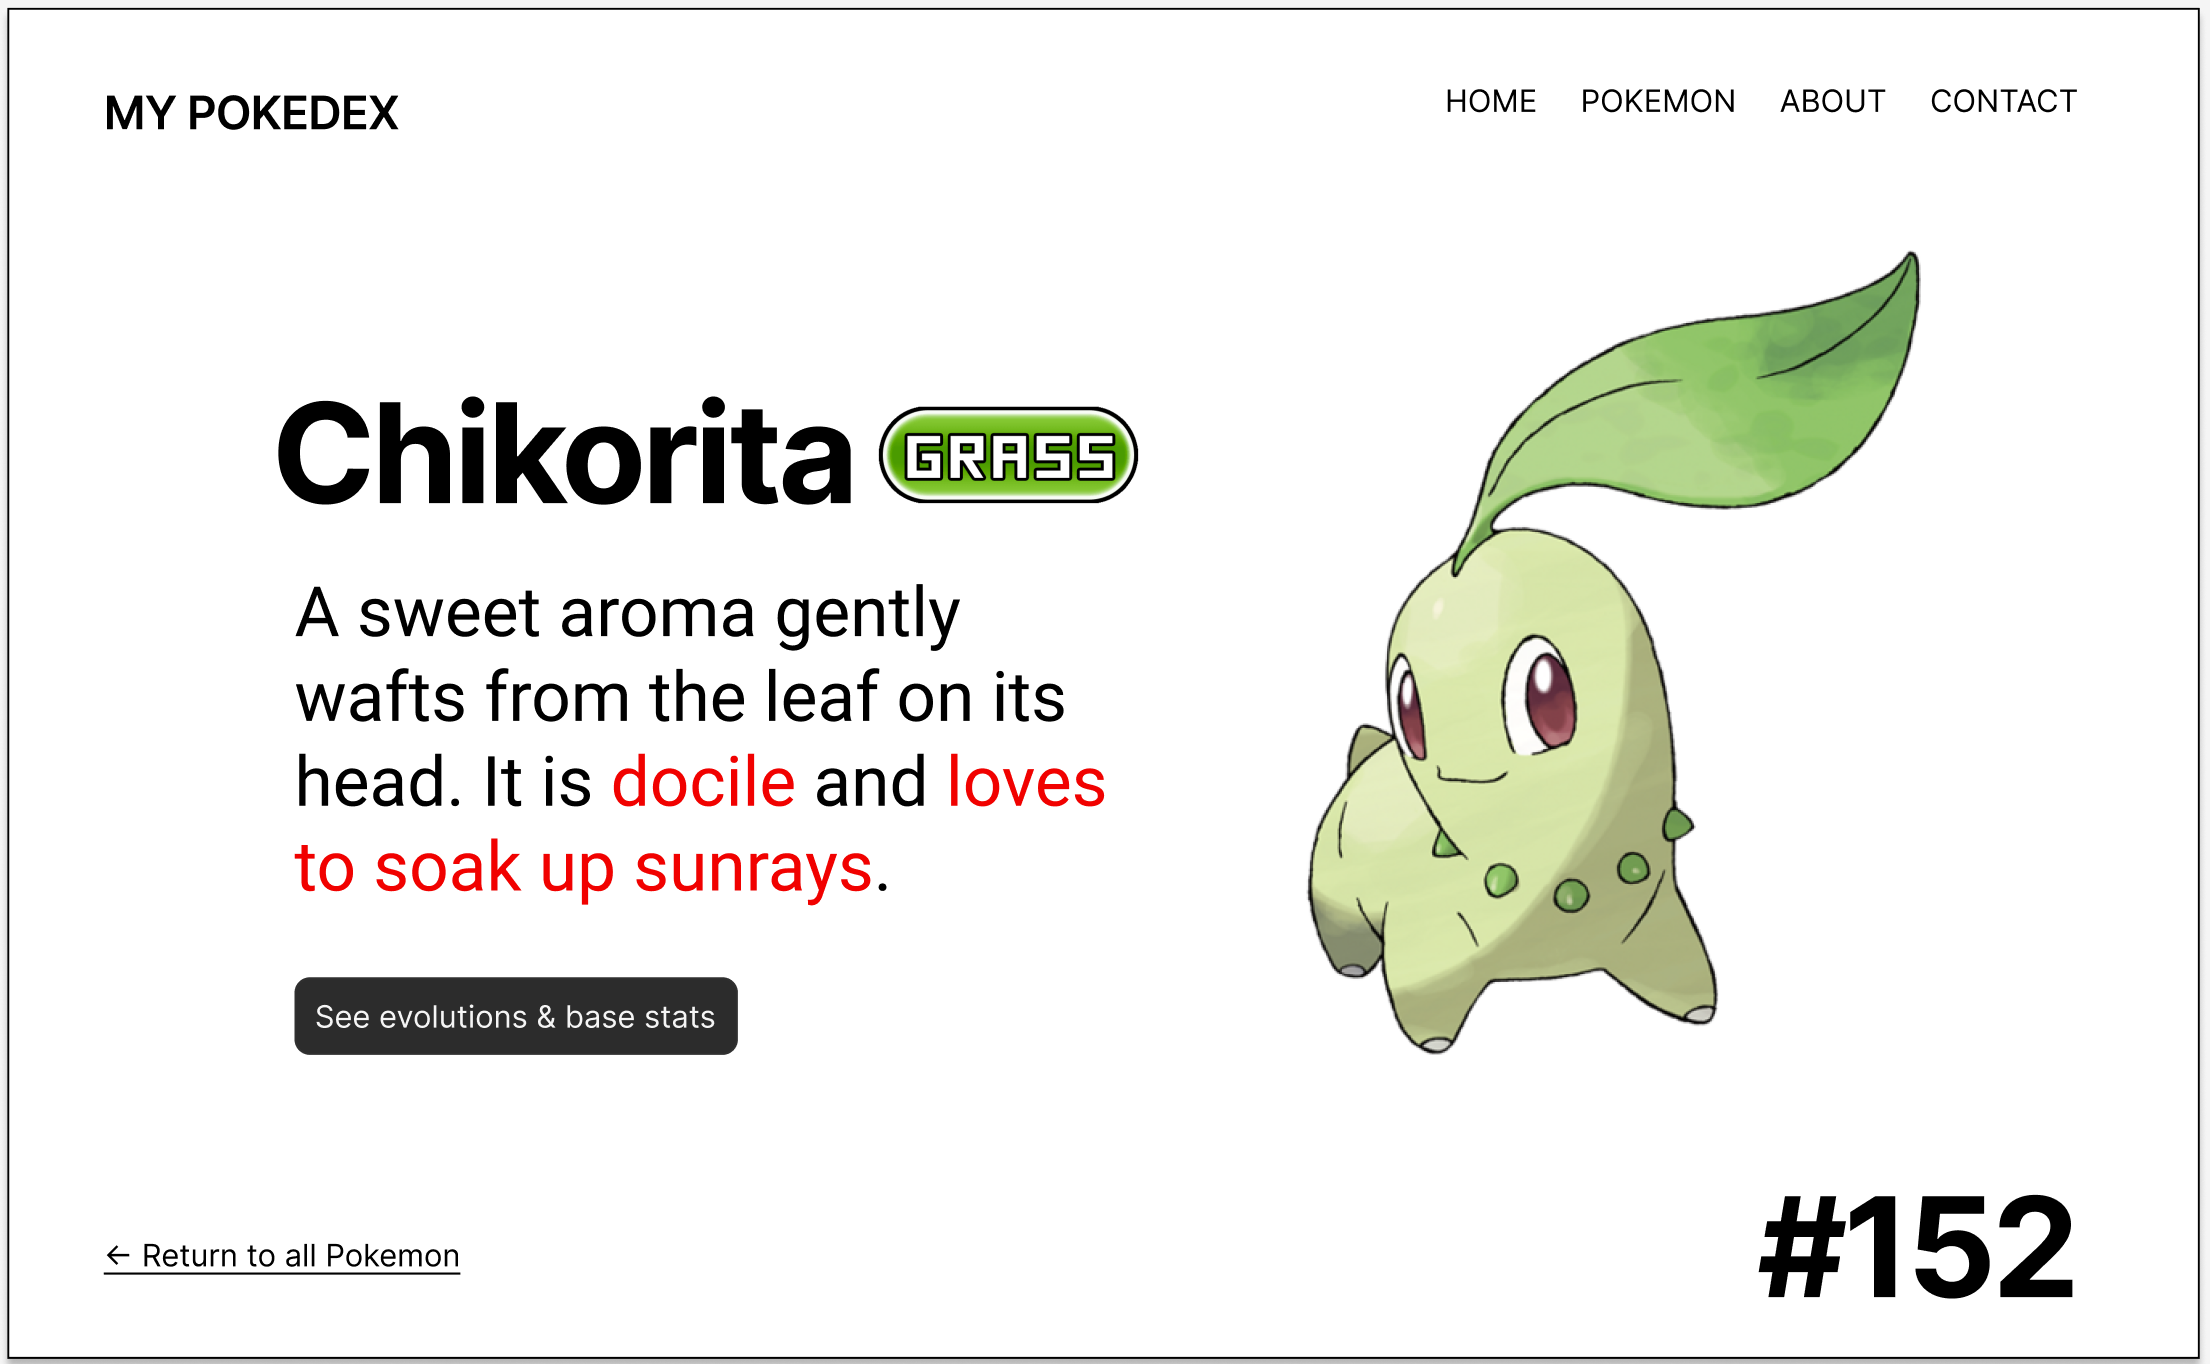 MY POKEDEX
HOME POKEMON ABOUT CONTACT
Chikorita GRASS
A sweet aroma gently
wafts from the leaf on its
head. It is docile and loves
to soak up sunrays.
See evolutions & base stats
← Return to all Pokemon
#152